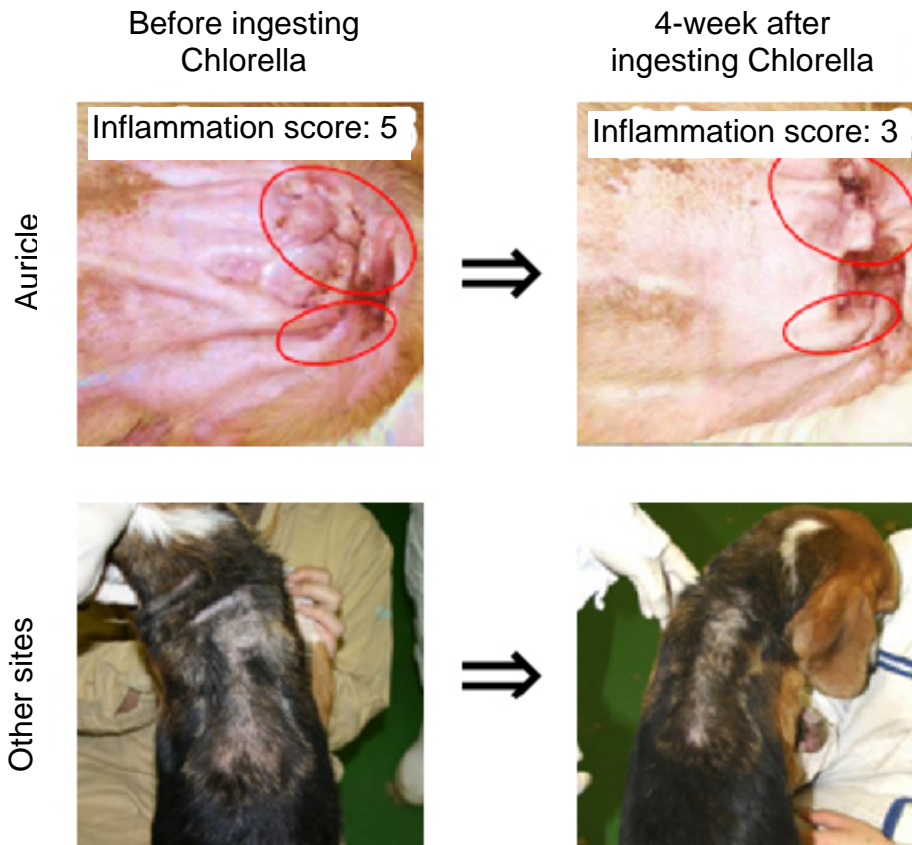 Before ingesting
Chlorella
4-week after
ingesting Chlorella
Inflammation score: 5
Inflammation score: 3
Auricle
Other sites